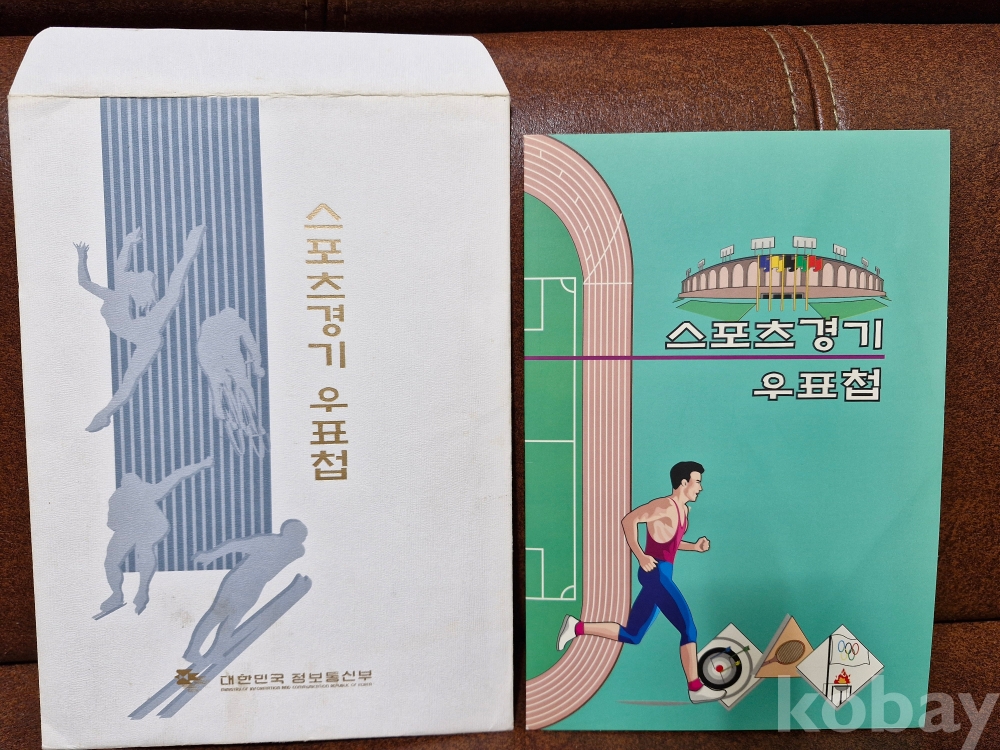 스포츠경기 우표첩
대한민국 정보통신부
MINISTRY OF INFORMATION AND COMMUNICATION REPUBLIC OF KOREA
스포츠경기
우표첩
kobay